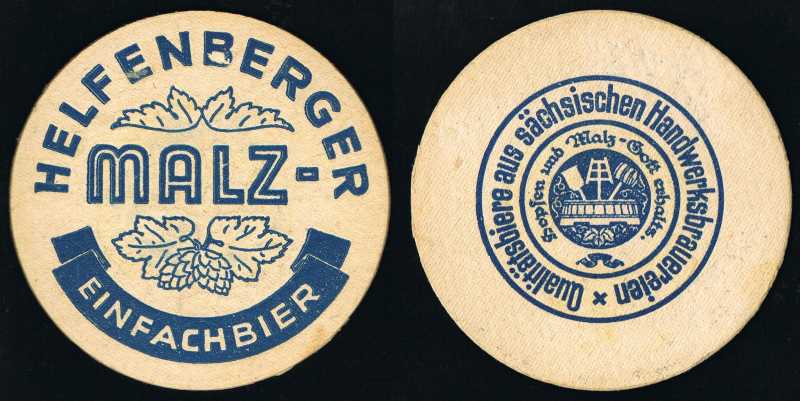 HELFENBERGER
MALZ-
EINFACHBIER
Qualitätsbiere aus sächsischen Handwerksbrauereien ×
Hopfen und Malz - Gott erhalts.